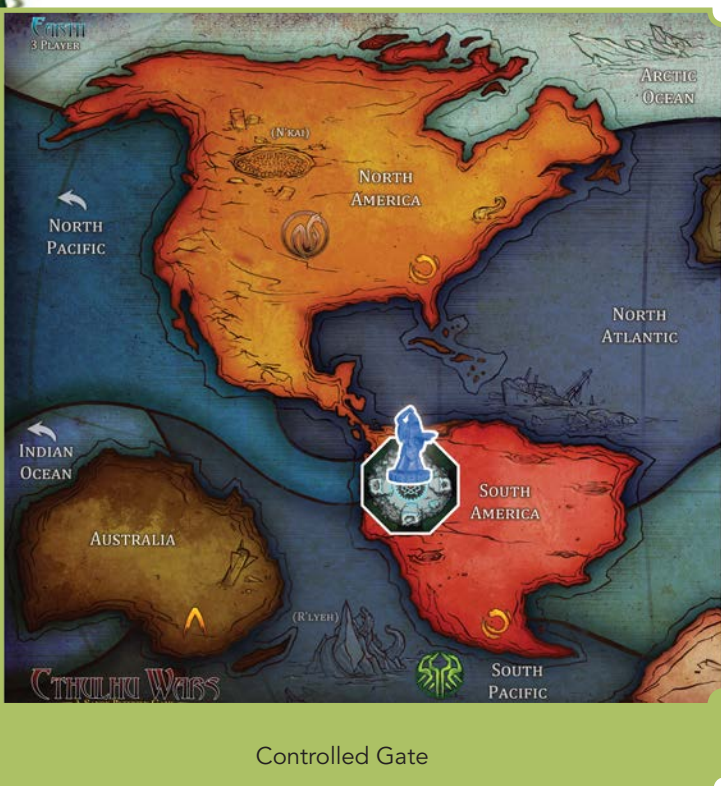 EARTH
3 PLAYER
ARCTIC
OCEAN
(N'KAI)
NORTH
AMERICA
NORTH
PACIFIC
NORTH
ATLANTIC
INDIAN
OCEAN
SOUTH
AMERICA
AUSTRALIA
(R'LYEH)
SOUTH
PACIFIC
CTHULHU WARS
Controlled Gate